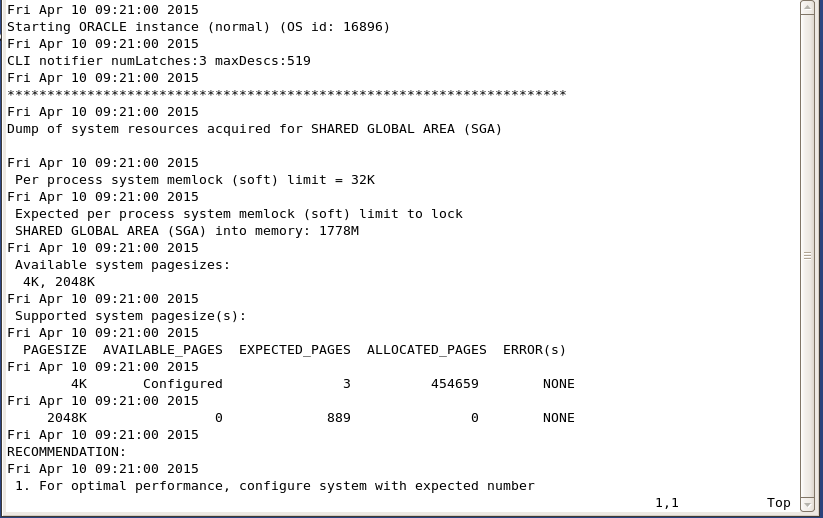 Fri Apr 10 09:21:00 2015
Starting ORACLE instance (normal) (OS id: 16896)
Fri Apr 10 09:21:00 2015
CLI notifier numLatches:3 maxDescs:519
Fri Apr 10 09:21:00 2015
**********************************************************************
Fri Apr 10 09:21:00 2015
Dump of system resources acquired for SHARED GLOBAL AREA (SGA)

Fri Apr 10 09:21:00 2015
 Per process system memlock (soft) limit = 32K
Fri Apr 10 09:21:00 2015
 Expected per process system memlock (soft) limit to lock
 SHARED GLOBAL AREA (SGA) into memory: 1778M
Fri Apr 10 09:21:00 2015
 Available system pagesizes:
  4K, 2048K
Fri Apr 10 09:21:00 2015
 Supported system pagesize(s):
Fri Apr 10 09:21:00 2015
  PAGESIZE  AVAILABLE_PAGES  EXPECTED_PAGES  ALLOCATED_PAGES  ERROR(s)
Fri Apr 10 09:21:00 2015
        4K       Configured               3          454659        NONE
Fri Apr 10 09:21:00 2015
     2048K                0             889               0        NONE
Fri Apr 10 09:21:00 2015
RECOMMENDATION:
Fri Apr 10 09:21:00 2015
 1. For optimal performance, configure system with expected number
1,1           Top